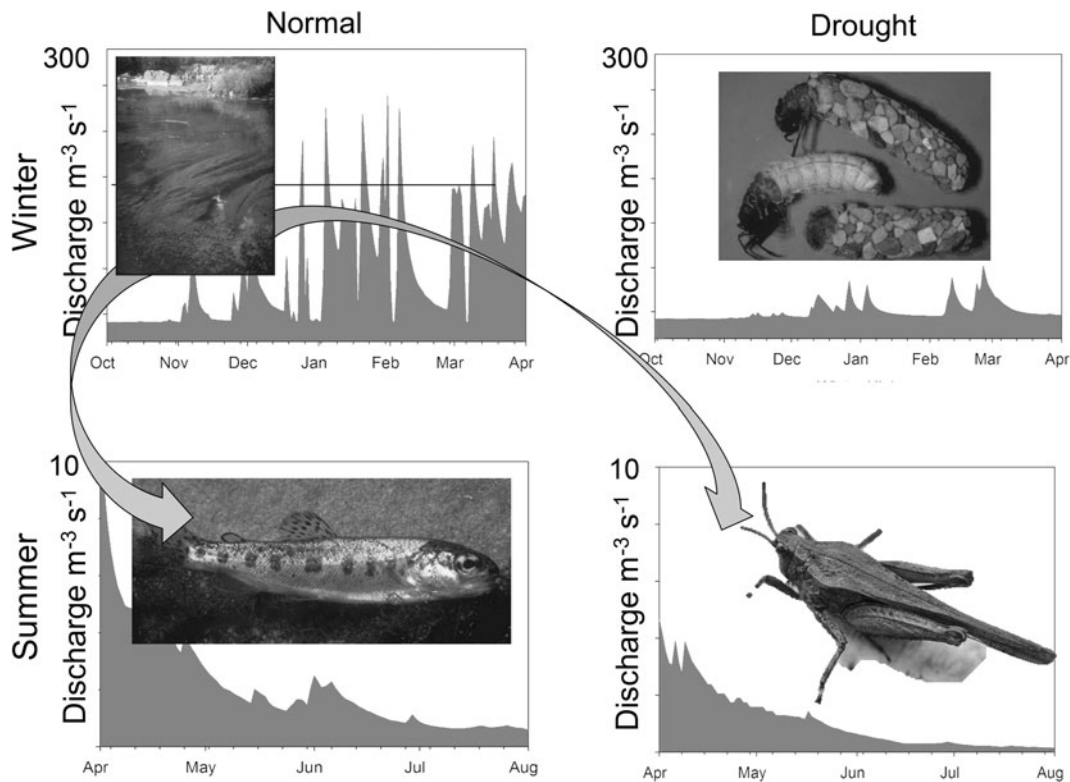 Normal
Drought
Winter
Discharge m-3 s-1
300
Oct Nov Dec Jan Feb Mar Apr
Discharge m-3 s-1
300
Oct Nov Dec Jan Feb Mar Apr
Summer
Discharge m-3 s-1
10
Apr May Jun Jul Aug
Discharge m-3 s-1
10
Apr May Jun Jul Aug